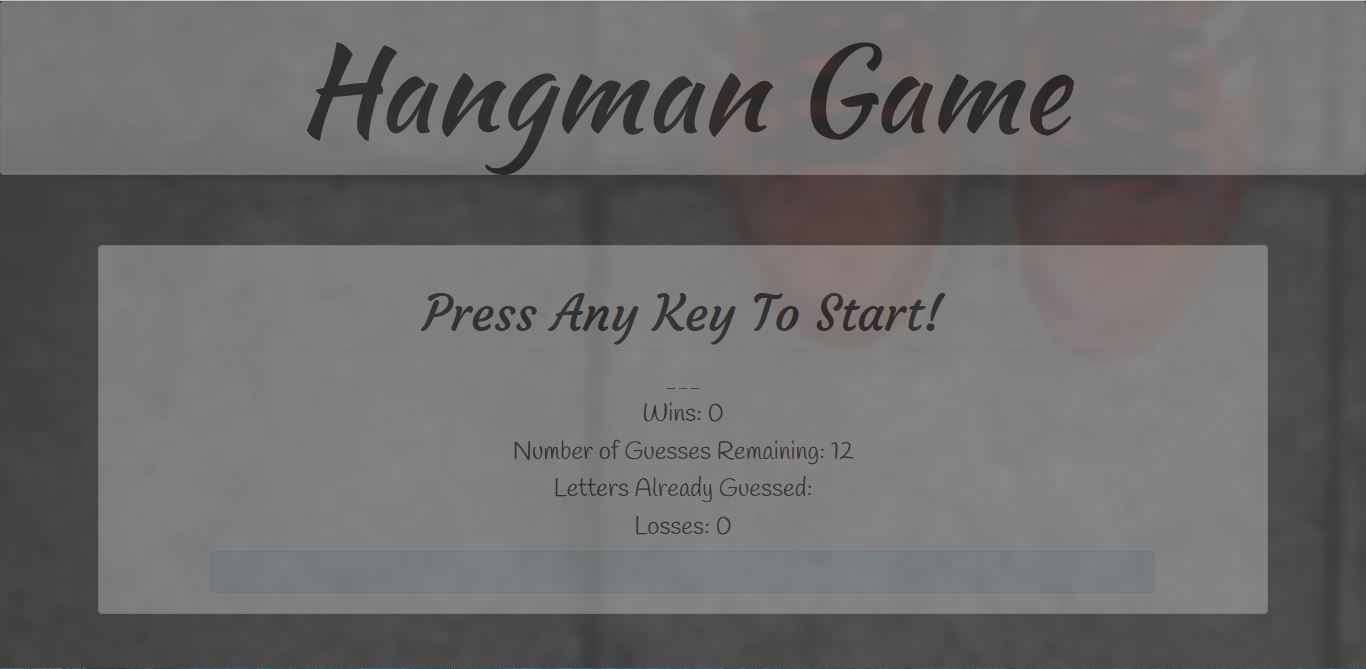 Hangman Game
Press Any Key To Start!
_ _ _
Wins: 0
Number of Guesses Remaining: 12
Letters Already Guessed:
Losses: 0